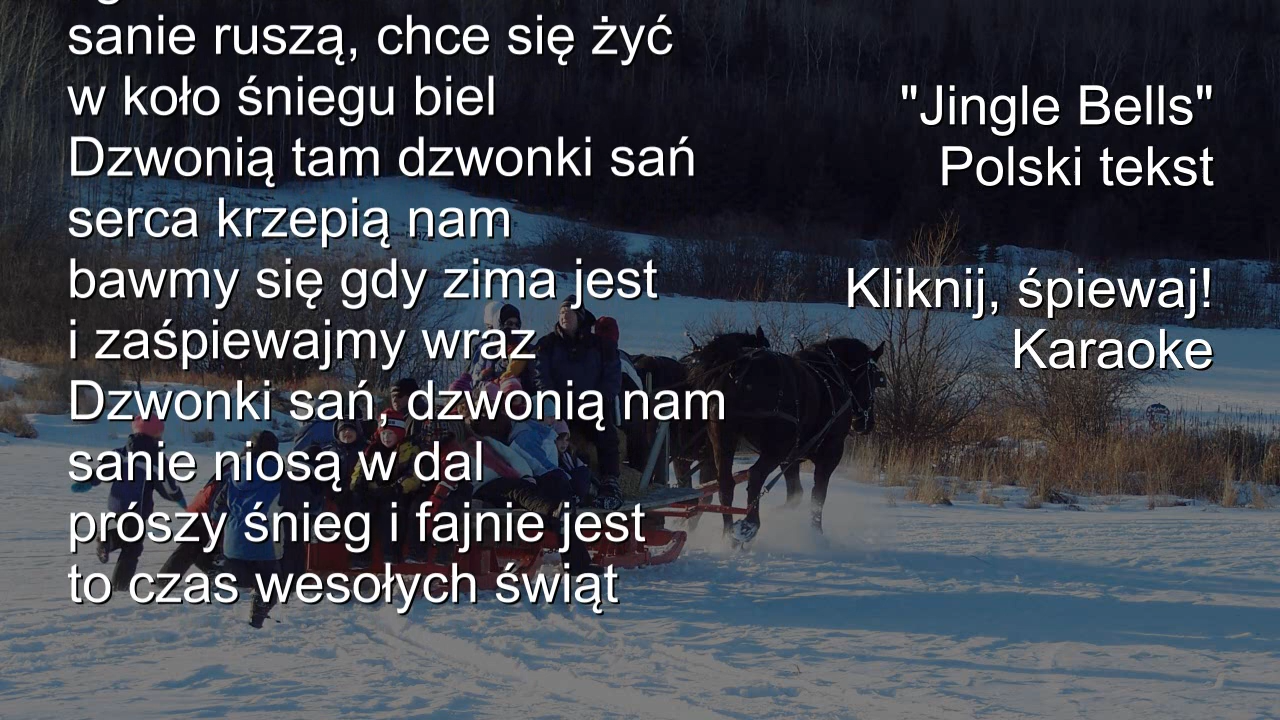 sanie ruszą, chce się żyć
w koło śniegu biel
Dzwonią tam dzwonki sań
serca krzepią nam
bawmy się gdy zima jest
i zaśpiewajmy wraz
Dzwonki sań, dzwonią nam
sanie niosą w dal
prószy śnieg i fajnie jest
to czas wesołych świąt
"Jingle Bells"
Polski tekst
Kliknij, śpiewaj!
Karaoke